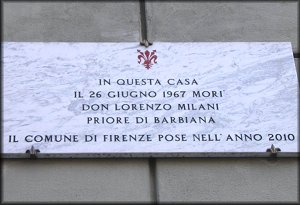 IN QUESTA CASA
IL 26 GIUGNO 1967 MORI'
DON LORENZO MILANI
PRIORE DI BARBIANA
IL COMUNE DI FIRENZE POSE NELL'ANNO 2010